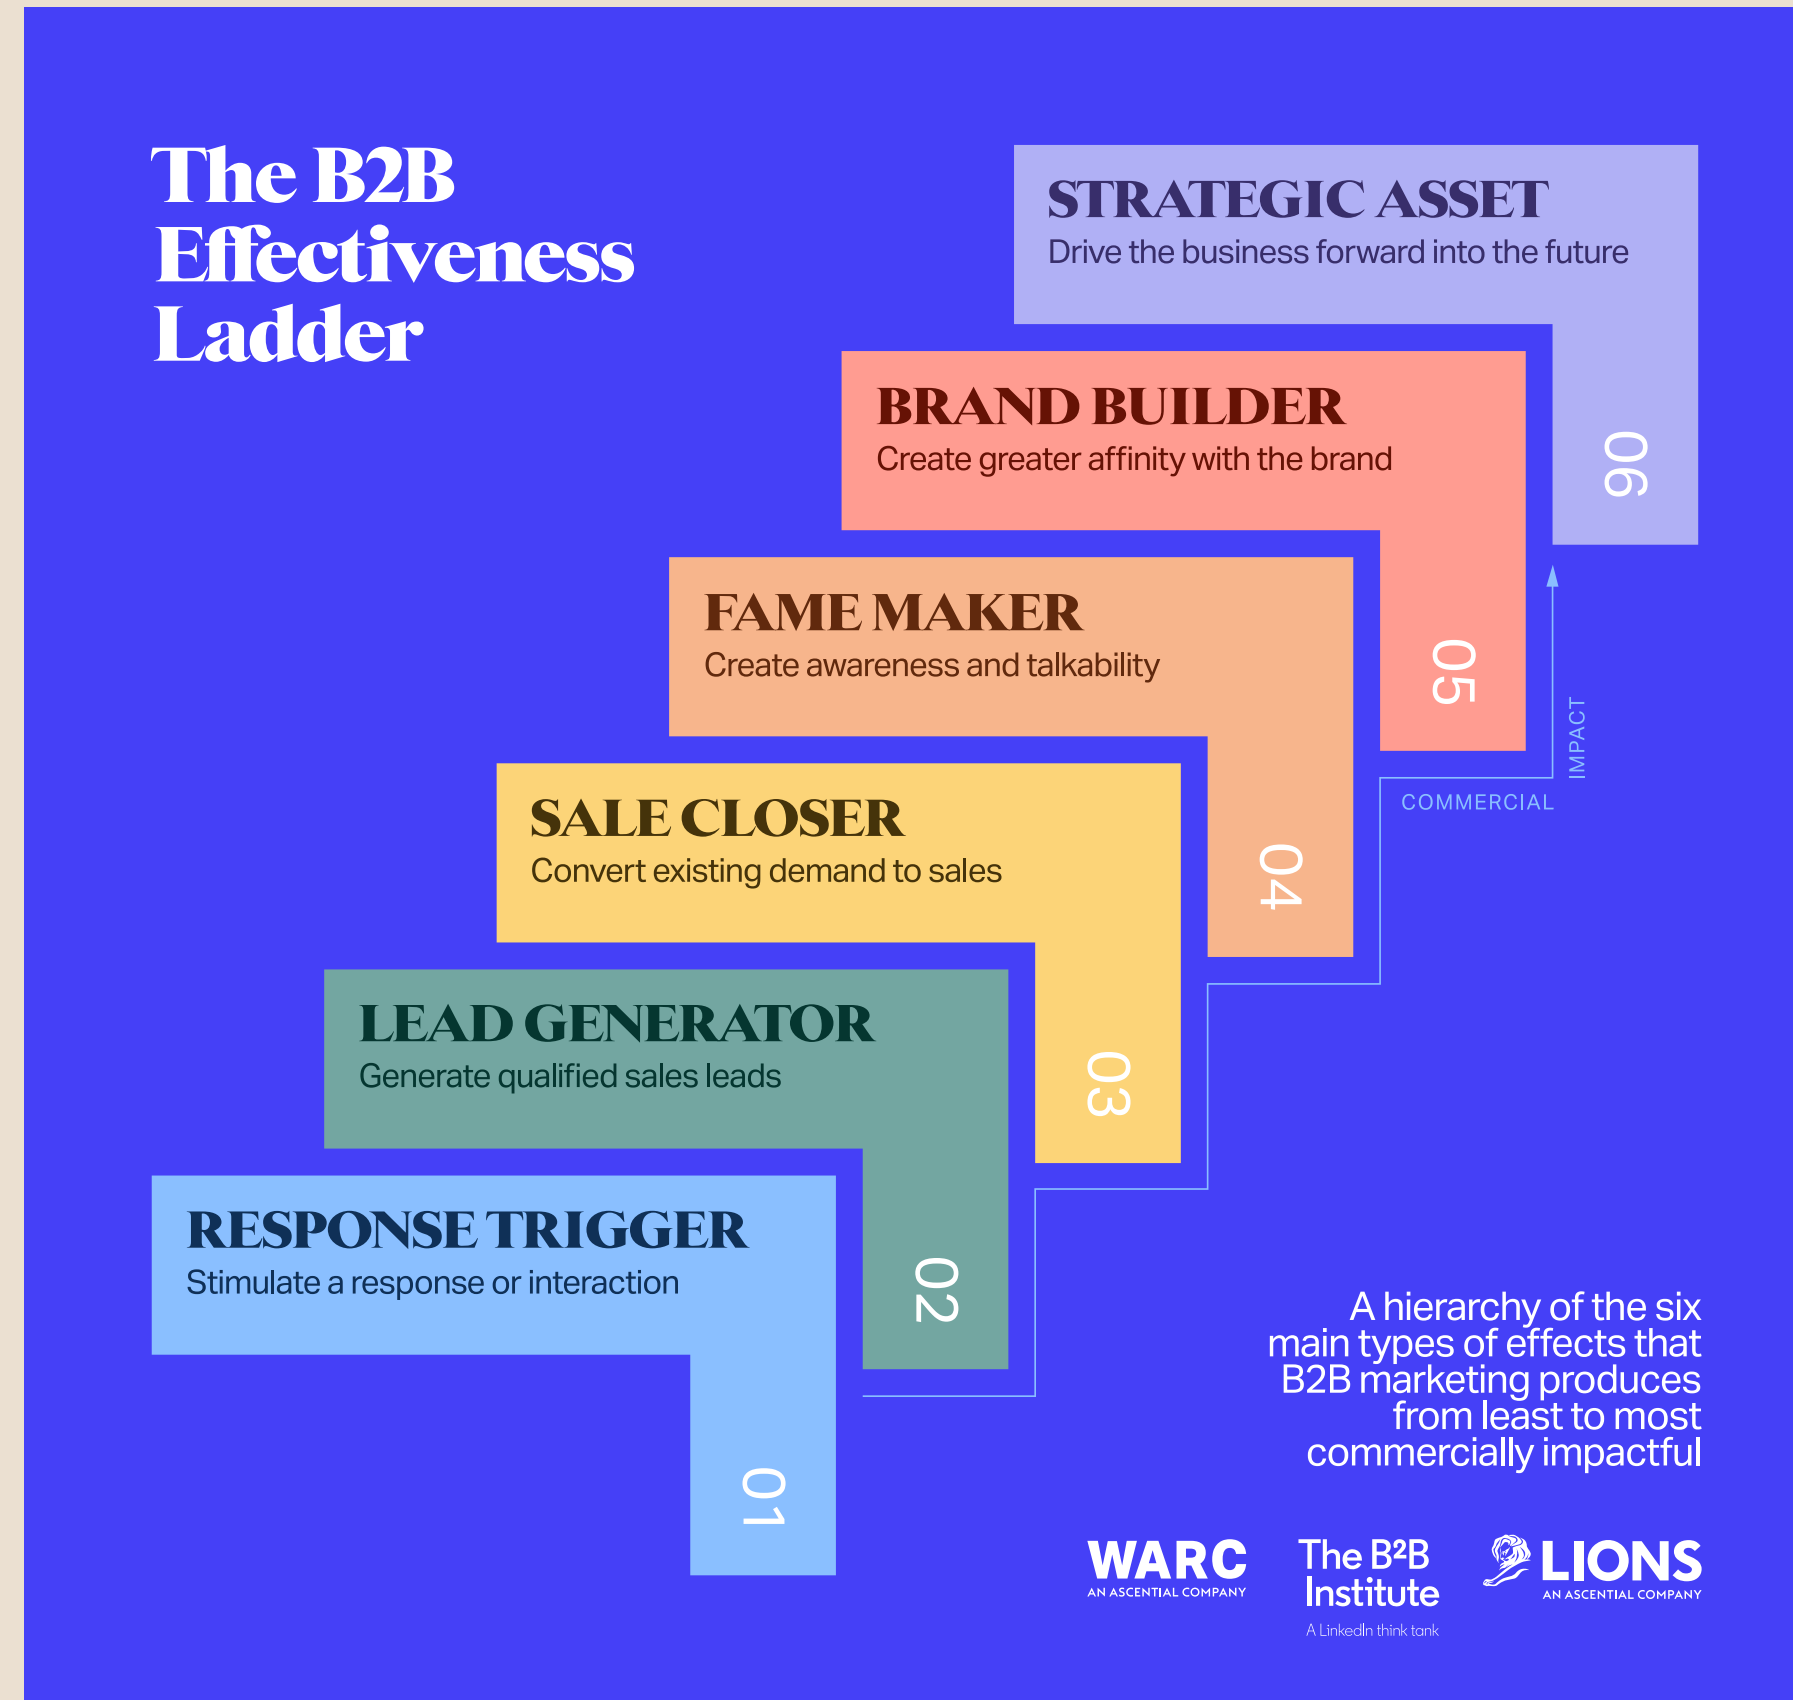 The B2B
Effectiveness
Ladder
STRATEGIC ASSET
Drive the business forward into the future
06
BRAND BUILDER
Create greater affinity with the brand
05
FAME MAKER
Create awareness and talkability
04
IMPACT
COMMERCIAL
SALE CLOSER
Convert existing demand to sales
03
LEAD GENERATOR
Generate qualified sales leads
02
RESPONSE TRIGGER
Stimulate a response or interaction
01
A hierarchy of the six
main types of effects that
B2B marketing produces
from least to most
commercially impactful
WARC
AN ASCENTIAL COMPANY
The B²B
Institute
A LinkedIn think tank
LIONS
AN ASCENTIAL COMPANY